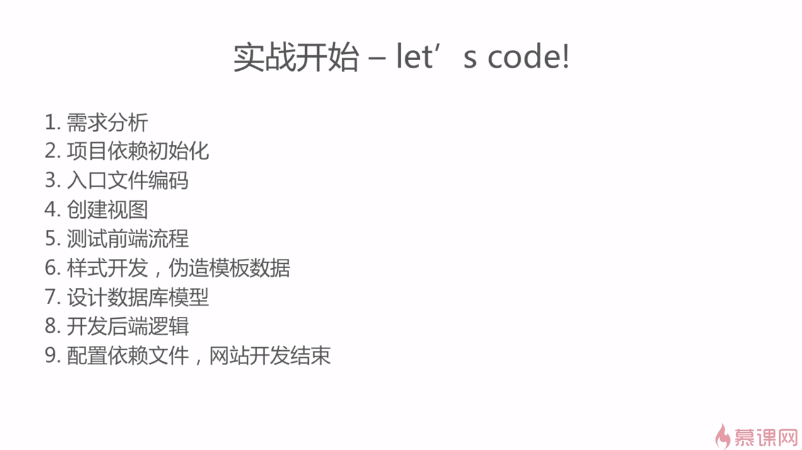 实战开始 – let’s code!
1. 需求分析
2. 项目依赖初始化
3. 入口文件编码
4. 创建视图
5. 测试前端流程
6. 样式开发，伪造模板数据
7. 设计数据库模型
8. 开发后端逻辑
9. 配置依赖文件，网站开发结束
慕课网